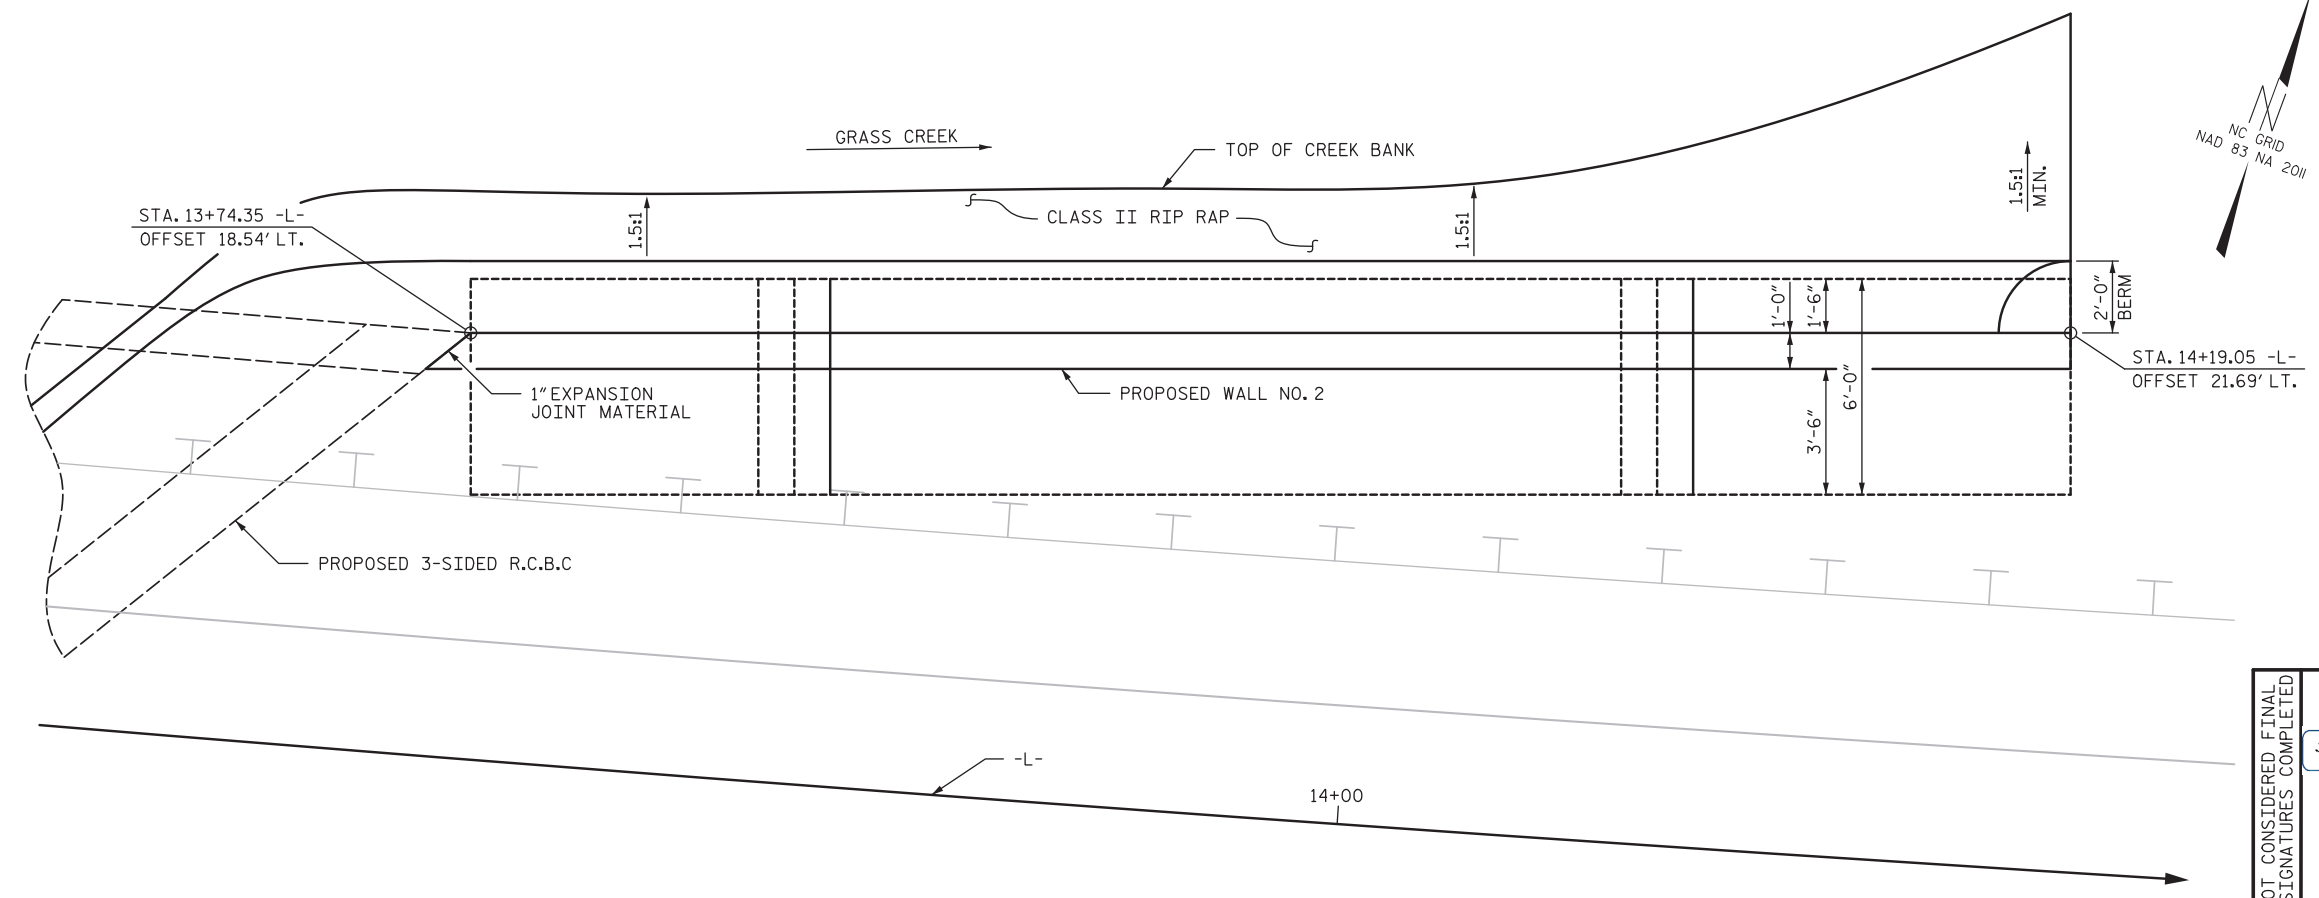 GRASS CREEK
TOP OF CREEK BANK
NC GRID
NAD 83 NA 2011
1.5:1
MIN.
STA. 13+74.35 -L-
OFFSET 18.54' LT.
1.5:1
CLASS II RIP RAP
1.5:1
1'-0"
1'-6"
2'-0"
BERM
STA. 14+19.05 -L-
OFFSET 21.69' LT.
1" EXPANSION
JOINT MATERIAL
PROPOSED WALL NO. 2
3'-6"
6'-0"
PROPOSED 3-SIDED R.C.B.C
-L-
14+00
OT CONSIDERED FINAL
SIGNATURES COMPLETED